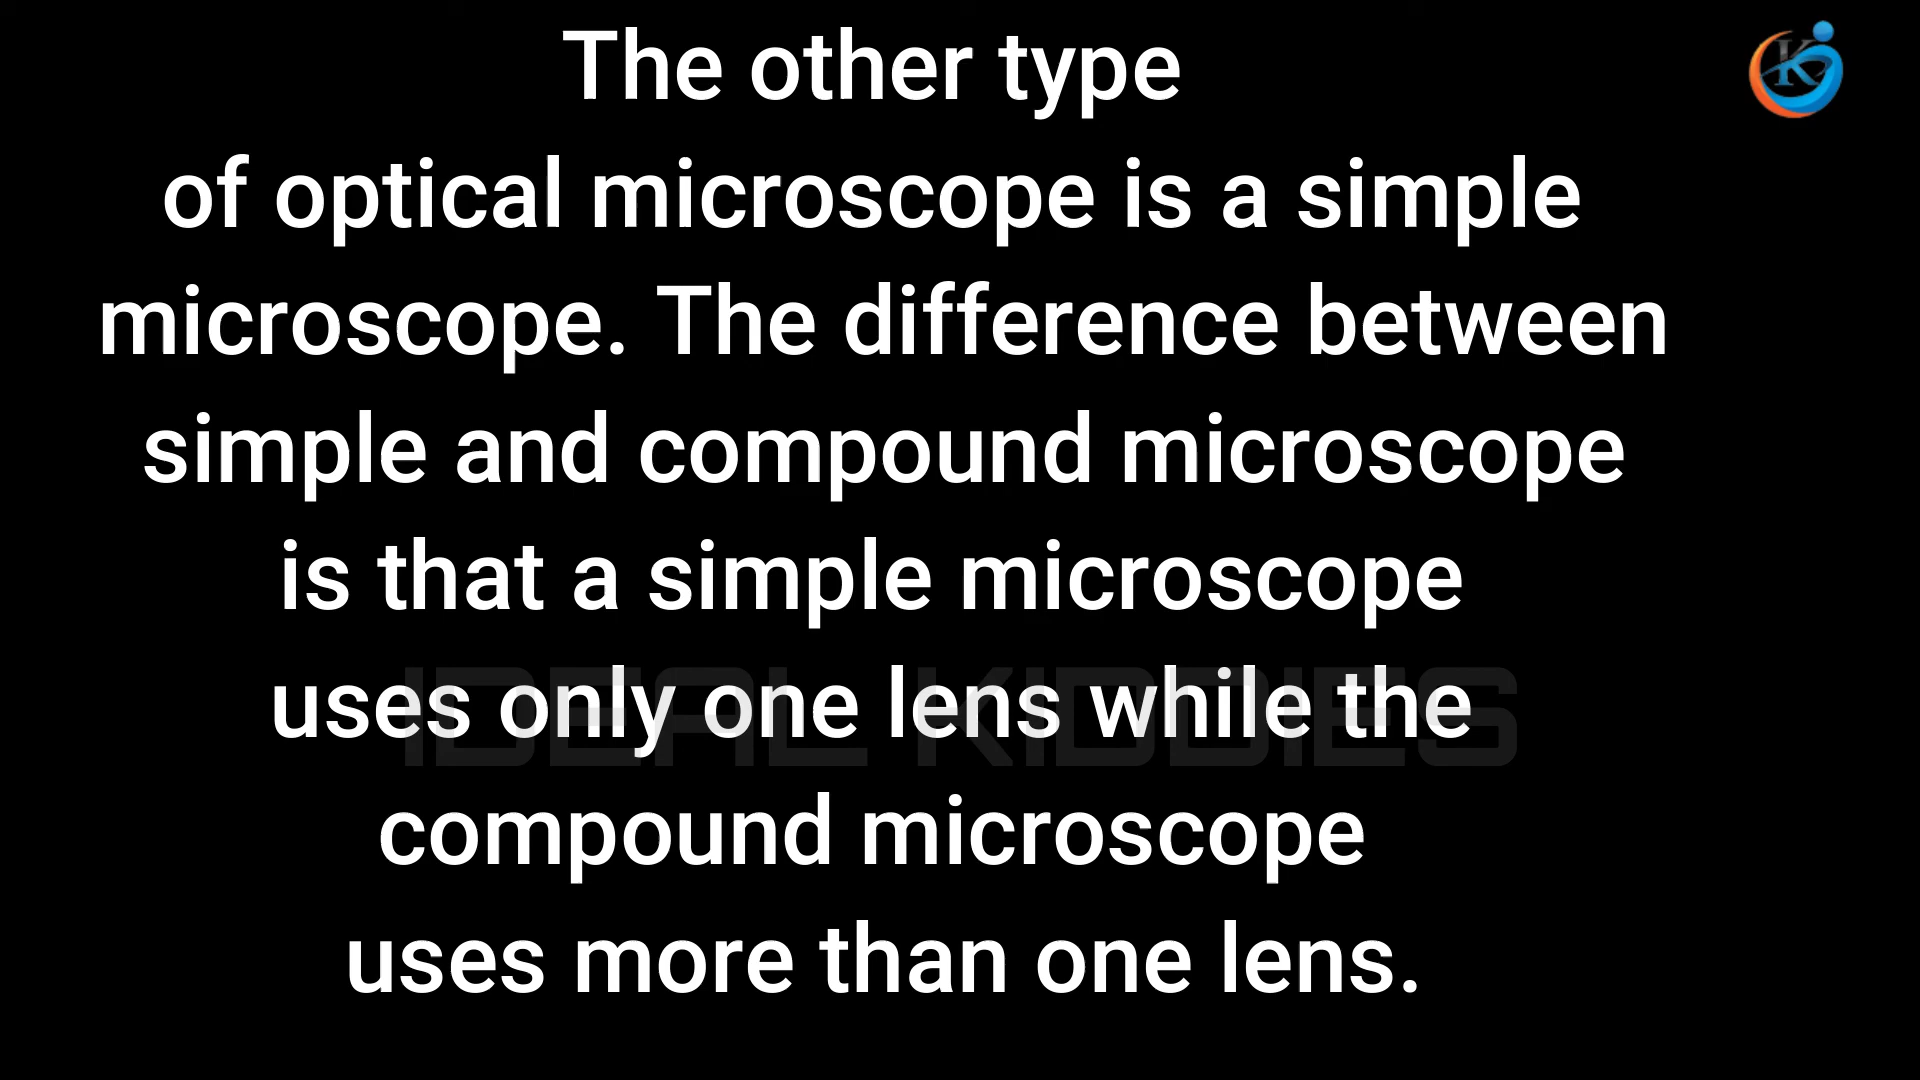 The other type
of optical microscope is a simple
microscope. The difference between
simple and compound microscope
is that a simple microscope
uses only one lens while the
IDEAL KIDDIES
compound microscope
uses more than one lens.
K